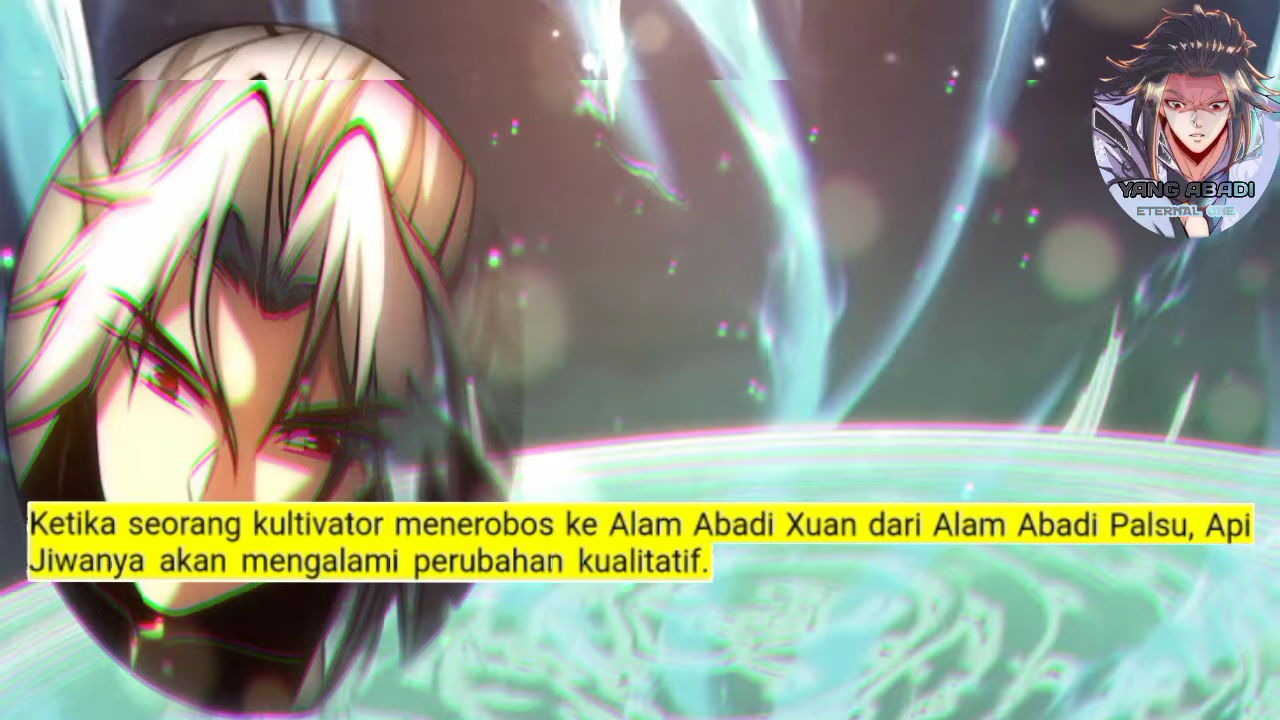 YANG ABADI
ETERNAL ONE
Ketika seorang kultivator menerobos ke Alam Abadi Xuan dari Alam Abadi Palsu, Api
Jiwanya akan mengalami perubahan kualitatif.